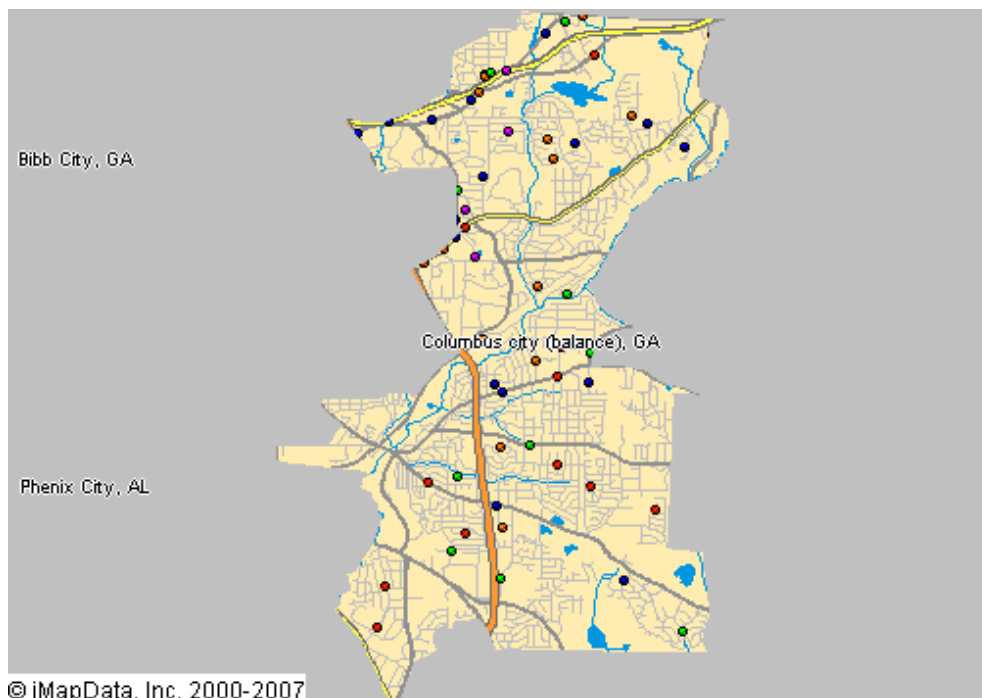 Bibb City, GA
Columbus city (balance), GA
Phenix City, AL
© iMapData, Inc. 2000-2007